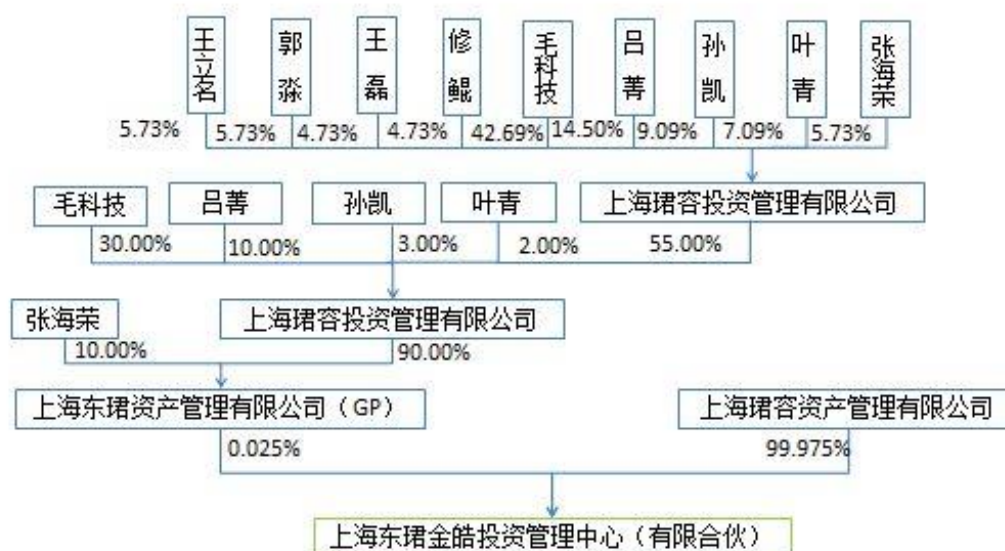 王立名
郭淼
王磊
修鲲
毛科技
吕菁
孙凯
叶青
张海荣
5.73%
5.73%
4.73%
4.73%
42.69%
14.50%
9.09%
7.09%
5.73%
毛科技
吕菁
孙凯
叶青
上海珺容投资管理有限公司
30.00%
10.00%
3.00%
2.00%
55.00%
张海荣
上海珺容投资管理有限公司
10.00%
90.00%
上海东珺资产管理有限公司（GP）
上海珺容资产管理有限公司
0.025%
99.975%
上海东珺金皓投资管理中心（有限合伙）